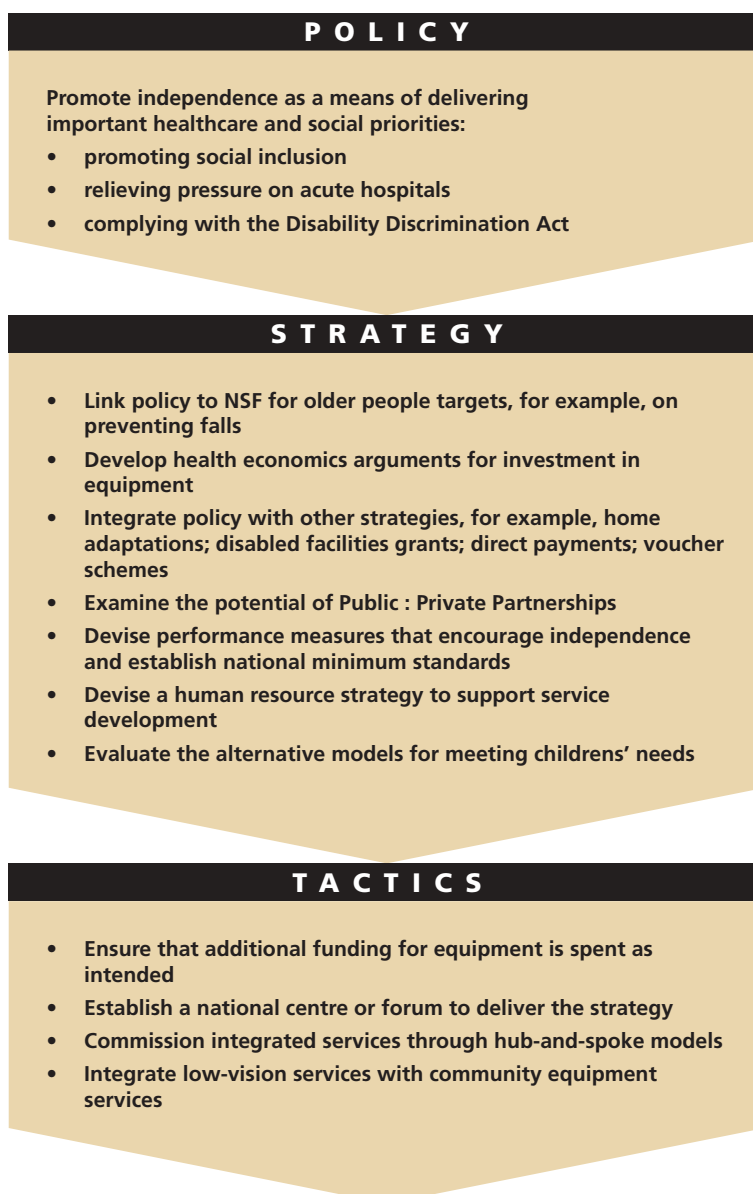 POLICY
Promote independence as a means of delivering
important healthcare and social priorities:
• promoting social inclusion
• relieving pressure on acute hospitals
• complying with the Disability Discrimination Act
STRATEGY
• Link policy to NSF for older people targets, for example, on
preventing falls
• Develop health economics arguments for investment in
equipment
• Integrate policy with other strategies, for example, home
adaptations; disabled facilities grants; direct payments; voucher
schemes
• Examine the potential of Public : Private Partnerships
• Devise performance measures that encourage independence
and establish national minimum standards
• Devise a human resource strategy to support service
development
• Evaluate the alternative models for meeting childrens’ needs
TACTICS
• Ensure that additional funding for equipment is spent as
intended
• Establish a national centre or forum to deliver the strategy
• Commission integrated services through hub-and-spoke models
• Integrate low-vision services with community equipment
services